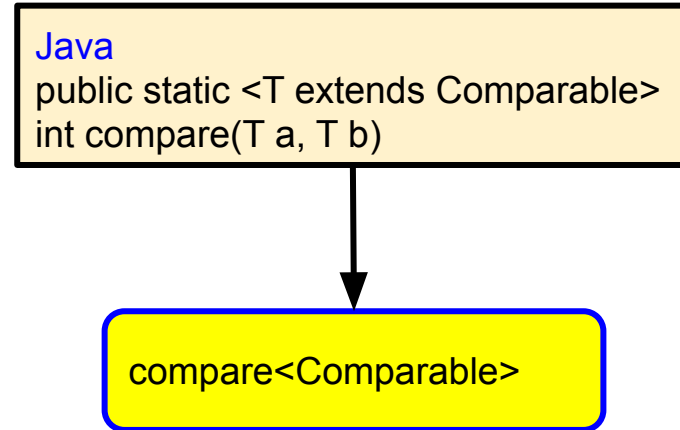 Java
public static <T extends Comparable>
int compare(T a, T b)
compare<Comparable>